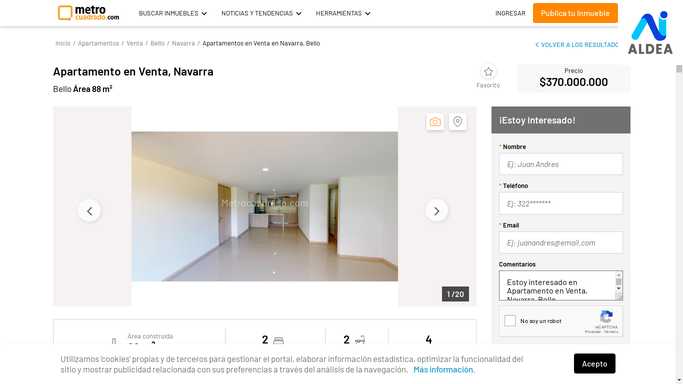 metro
cuadrado.com
BUSCAR INMUEBLES
NOTICIAS Y TENDENCIAS
HERRAMIENTAS
INGRESAR
Publica tu Inmueble
ALDEA
Inicio / Apartamentos / Venta / Bello / Navarra / Apartamentos en Venta en Navarra, Bello
VOLVER A LOS RESULTADO
Apartamento en Venta, Navarra
Bello Área 88 m²
Favorito
Precio
$370.000.000
¡Estoy Interesado!
* Nombre
Ej: Juan Andres
* Teléfono
Ej: 322*******
* Email
Ej: juanandres@email.com
Comentarios
Estoy interesado en
Apartamento en Venta,
Navarra, Bello
No soy un robot
reCAPTCHA
Privacidad - Términos
Metrocuadrado.com
1 / 20
Área construida
2
2
4
Utilizamos 'cookies' propias y de terceros para gestionar el portal, elaborar información estadística, optimizar la funcionalidad del
sitio y mostrar publicidad relacionada con sus preferencias a través del análisis de la navegación. Más información.
Acepto